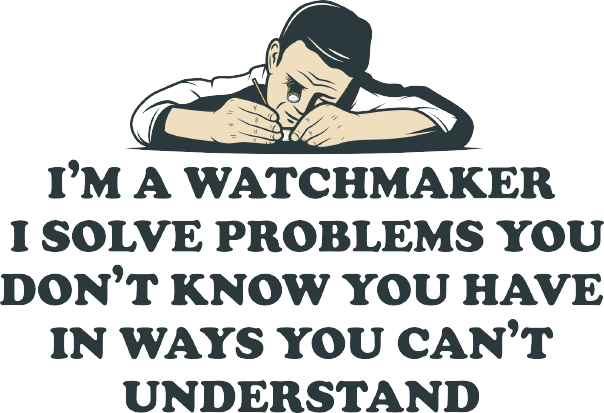 I'M A WATCHMAKER
I SOLVE PROBLEMS YOU
DON'T KNOW YOU HAVE
IN WAYS YOU CAN'T
UNDERSTAND